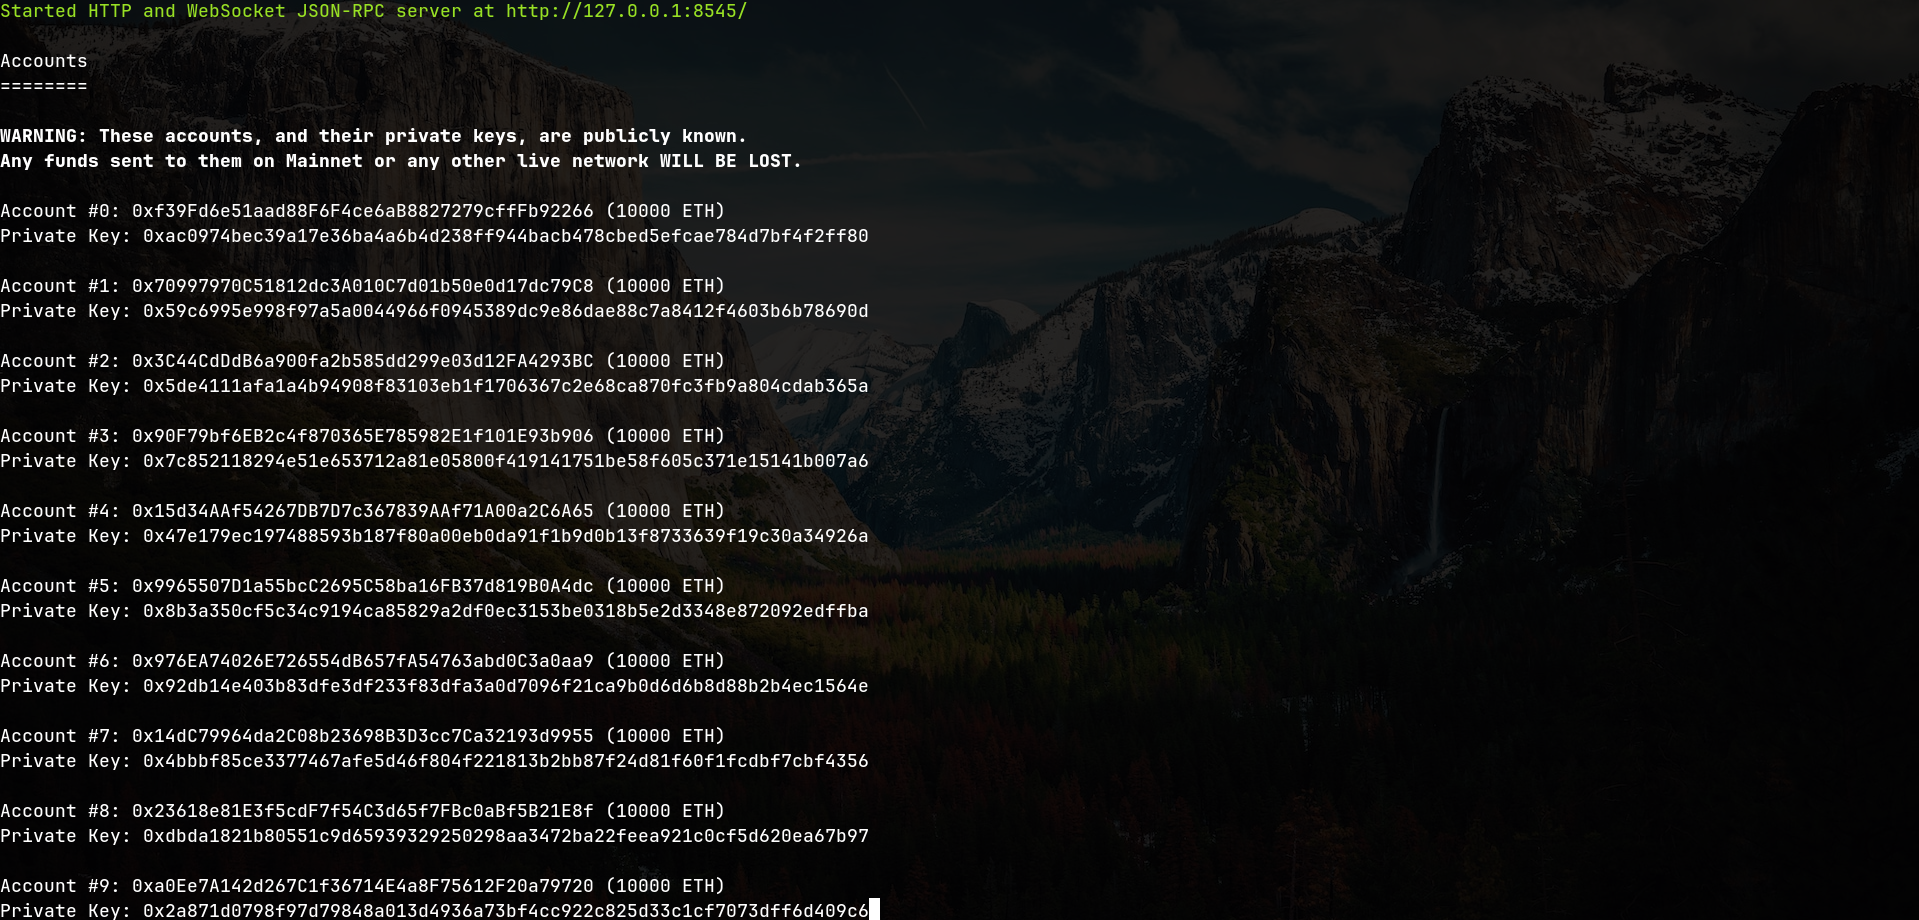 Started HTTP and WebSocket JSON-RPC server at http://127.0.0.1:8545/
Accounts
========
WARNING: These accounts, and their private keys, are publicly known.
Any funds sent to them on Mainnet or any other live network WILL BE LOST.
Account #0: 0xf39Fd6e51aad88F6F4ce6aB8827279cffFb92266 (10000 ETH)
Private Key: 0xac0974bec39a17e36ba4a6b4d238ff944bacb478cbed5efcae784d7bf4f2ff80
Account #1: 0x70997970C51812dc3A010C7d01b50e0d17dc79C8 (10000 ETH)
Private Key: 0x59c6995e998f97a5a0044966f0945389dc9e86dae88c7a8412f4603b6b78690d
Account #2: 0x3C44CdDdB6a900fa2b585dd299e03d12FA4293BC (10000 ETH)
Private Key: 0x5de4111afa1a4b94908f83103eb1f1706367c2e68ca870fc3fb9a804cdab365a
Account #3: 0x90F79bf6EB2c4f870365E785982E1f101E93b906 (10000 ETH)
Private Key: 0x7c852118294e51e653712a81e05800f419141751be58f605c371e15141b007a6
Account #4: 0x15d34AAf54267DB7D7c367839AAf71A00a2C6A65 (10000 ETH)
Private Key: 0x47e179ec197488593b187f80a00eb0da91f1b9d0b13f8733639f19c30a34926a
Account #5: 0x9965507D1a55bcC2695C58ba16FB37d819B0A4dc (10000 ETH)
Private Key: 0x8b3a350cf5c34c9194ca85829a2df0ec3153be0318b5e2d3348e872092edffba
Account #6: 0x976EA74026E726554dB657fA54763abd0C3a0aa9 (10000 ETH)
Private Key: 0x92db14e403b83dfe3df233f83dfa3a0d7096f21ca9b0d6d6b8d88b2b4ec1564e
Account #7: 0x14dC79964da2C08b23698B3D3cc7Ca32193d9955 (10000 ETH)
Private Key: 0x4bbbf85ce3377467afe5d46f804f221813b2bb87f24d81f60f1fcdbf7cbf4356
Account #8: 0x23618e81E3f5cdF7f54C3d65f7FBc0aBf5B21E8f (10000 ETH)
Private Key: 0xdbda1821b80551c9d65939329250298aa3472ba22feea921c0cf5d620ea67b97
Account #9: 0xa0Ee7A142d267C1f36714E4a8F75612F20a79720 (10000 ETH)
Private Key: 0x2a871d0798f97d79848a013d4936a73bf4cc922c825d33c1cf7073dff6d409c6